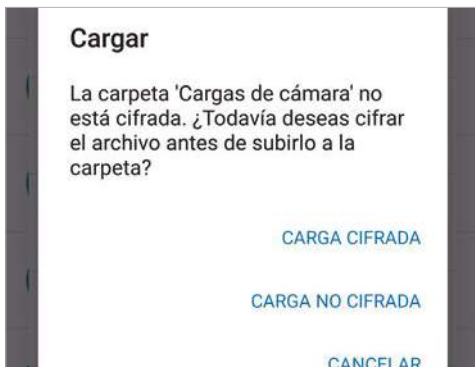 Cargar
La carpeta 'Cargas de cámara' no
está cifrada. ¿Todavía deseas cifrar
el archivo antes de subirlo a la
carpeta?
CARGA CIFRADA
CARGA NO CIFRADA
CANCELAR